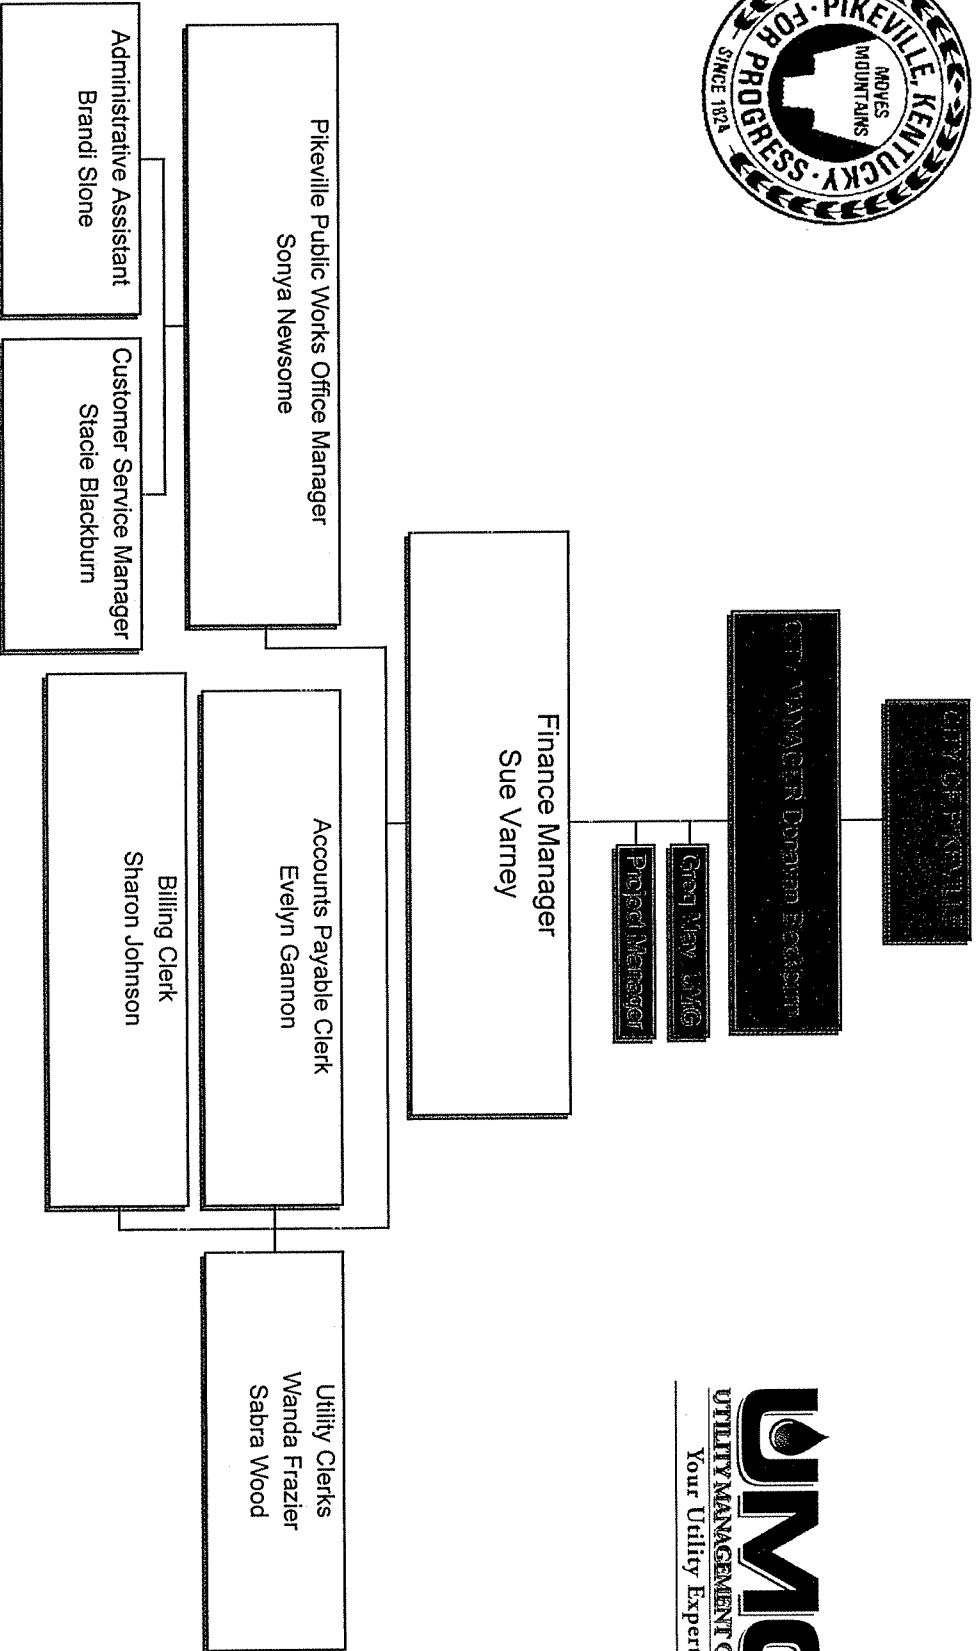 PIKEVILLE, KENTUCKY · FOR PROGRESS ·
MOVES
MOUNTAINS
SINCE 1824
CITY OF PIKEVILLE
CITY MANAGER Donavan
Greg May UMG
Project Manager
UMG
UTILITY MANAGEMENT
Your Utility Expert
Finance Manager
Sue Varney
Pikeville Public Works Office Manager
Sonya Newsome
Accounts Payable Clerk
Evelyn Gannon
Utility Clerks
Wanda Frazier
Sabra Wood
Administrative Assistant
Brandi Slone
Customer Service Manager
Stacie Blackburn
Billing Clerk
Sharon Johnson